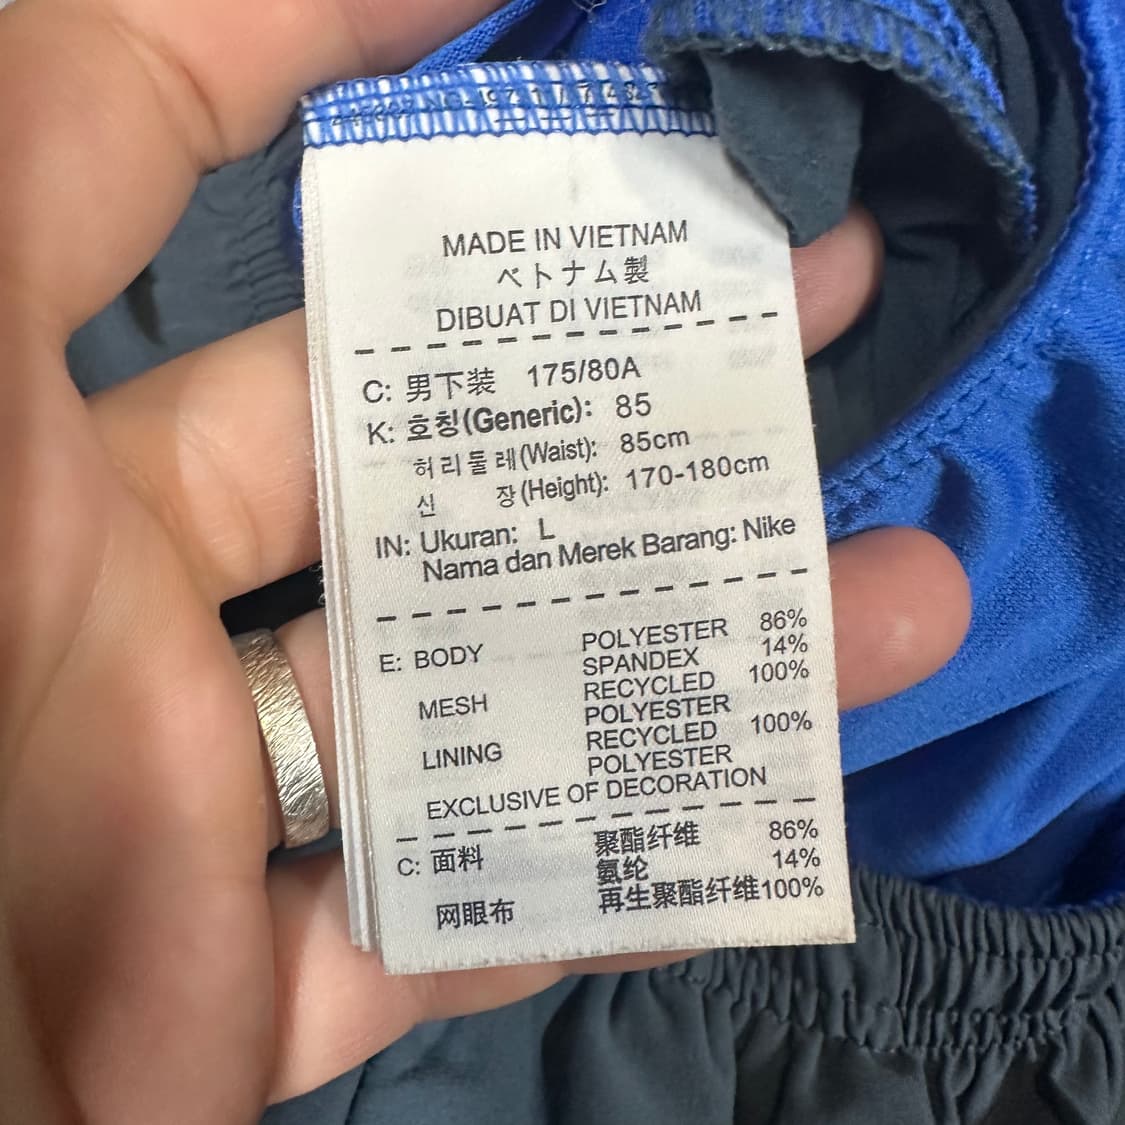 MADE IN VIETNAM
ベトナム製
DIBUAT DI VIETNAM
C: 男下装 175/80A
K: 호칭(Generic): 85
허리둘레(Waist): 85cm
신 장(Height): 170-180cm
IN: Ukuran: L
Nama dan Merek Barang: Nike
E: BODY POLYESTER 86%
SPANDEX 14%
MESH RECYCLED 100%
POLYESTER
LINING RECYCLED 100%
POLYESTER
EXCLUSIVE OF DECORATION
C: 面料 聚酯纤维 86%
氨纶 14%
网眼布 再生聚酯纤维100%